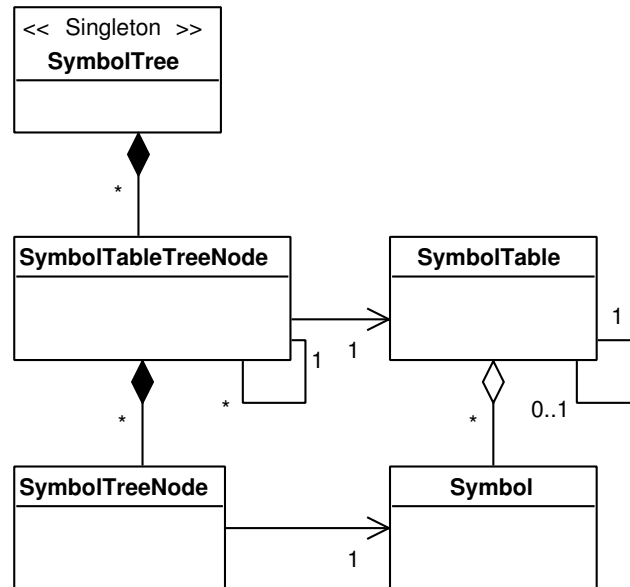 << Singleton >>
SymbolTree
*
SymbolTableTreeNode
SymbolTable
1
1
1
*
0..1
*
*
SymbolTreeNode
Symbol
1